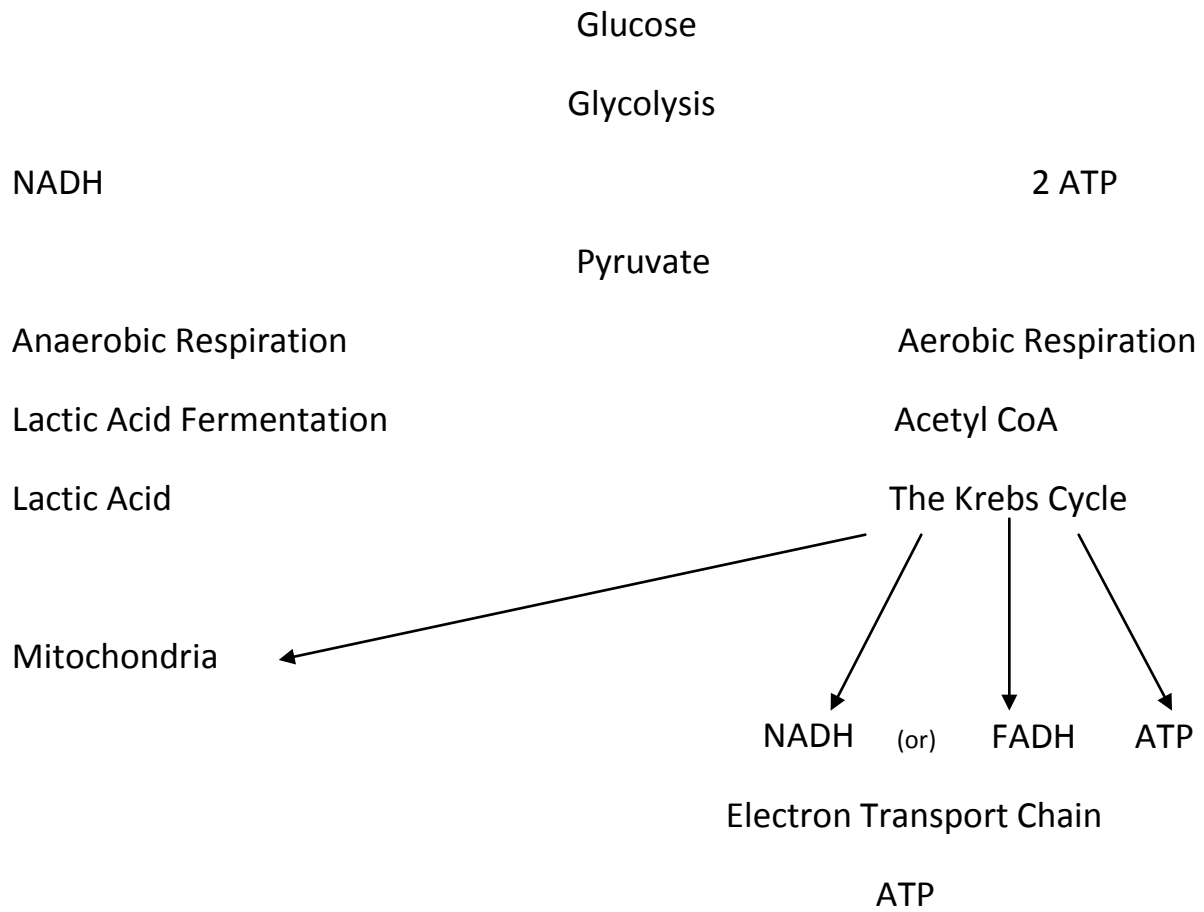 Glucose
Glycolysis
NADH 2 ATP
Pyruvate
Anaerobic Respiration Aerobic Respiration
Lactic Acid Fermentation Acetyl CoA
Lactic Acid The Krebs Cycle
Mitochondria
NADH (or) FADH ATP
Electron Transport Chain
ATP